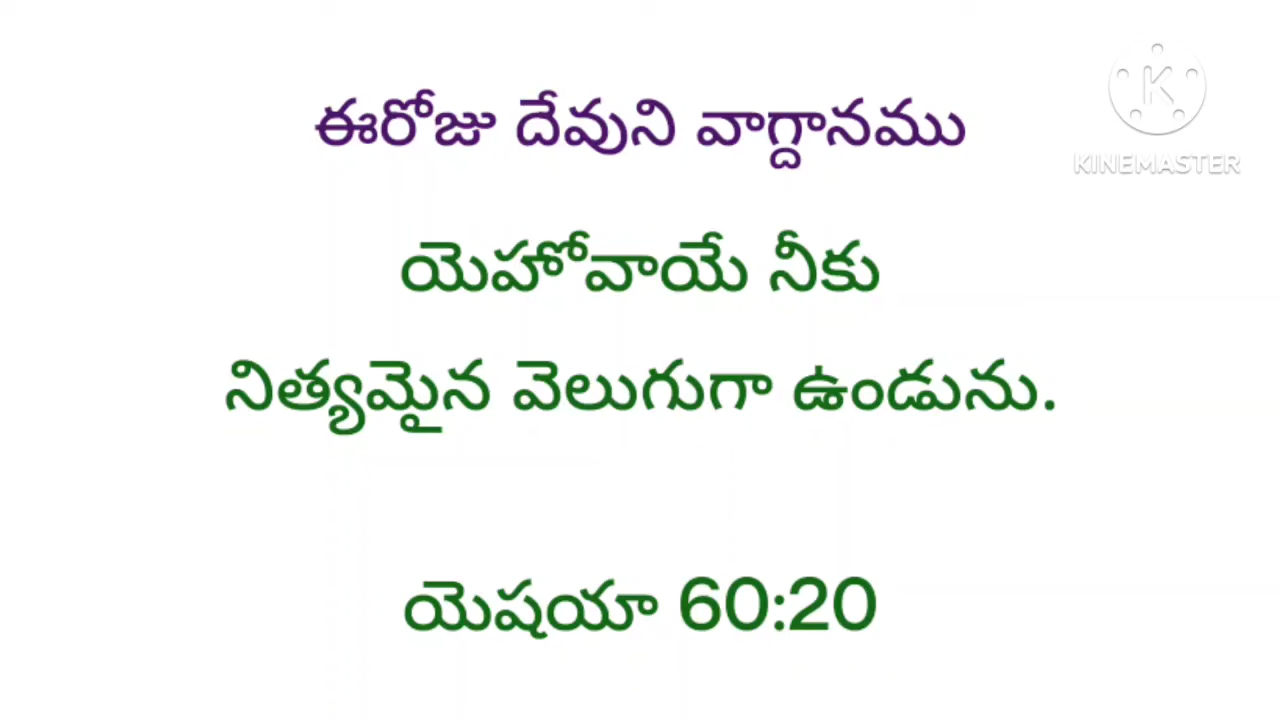 ఈరోజు దేవుని వాగ్దానము
KINEMASTER
యెహోవాయే నీకు
నిత్యమైన వెలుగుగా ఉండును.
యెషయా 60:20